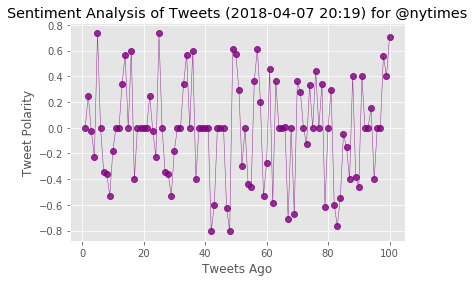 Sentiment Analysis of Tweets (2018-04-07 20:19) for @nytimes
0.8
0.6
0.4
0.2
0.0
−0.2
−0.4
−0.6
−0.8
Tweet Polarity
0 20 40 60 80 100
Tweets Ago